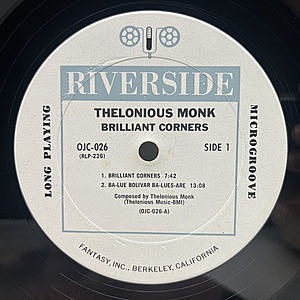 RIVERSIDE
THELONIOUS MONK
BRILLIANT CORNERS
OJC-026
(RLP-226)
SIDE 1
LONG PLAYING
MICROGROOVE
1. BRILLIANT CORNERS 7:42
2. BA-LUE BOLIVAR BA-LUES-ARE 13:08
Composed by Thelonious Monk
(Thelonious Music-BMI)
(OJC-026-A)
FANTASY, INC., BERKELEY, CALIFORNIA